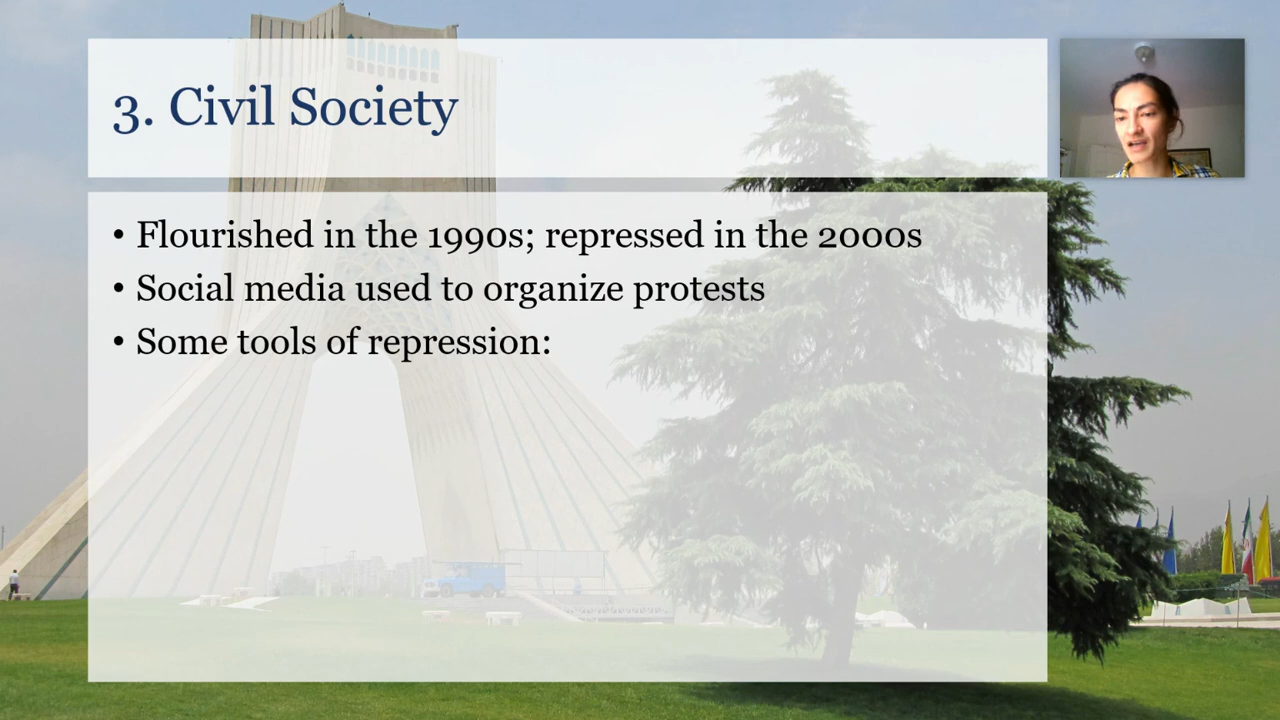 3. Civil Society
• Flourished in the 1990s; repressed in the 2000s
• Social media used to organize protests
• Some tools of repression: